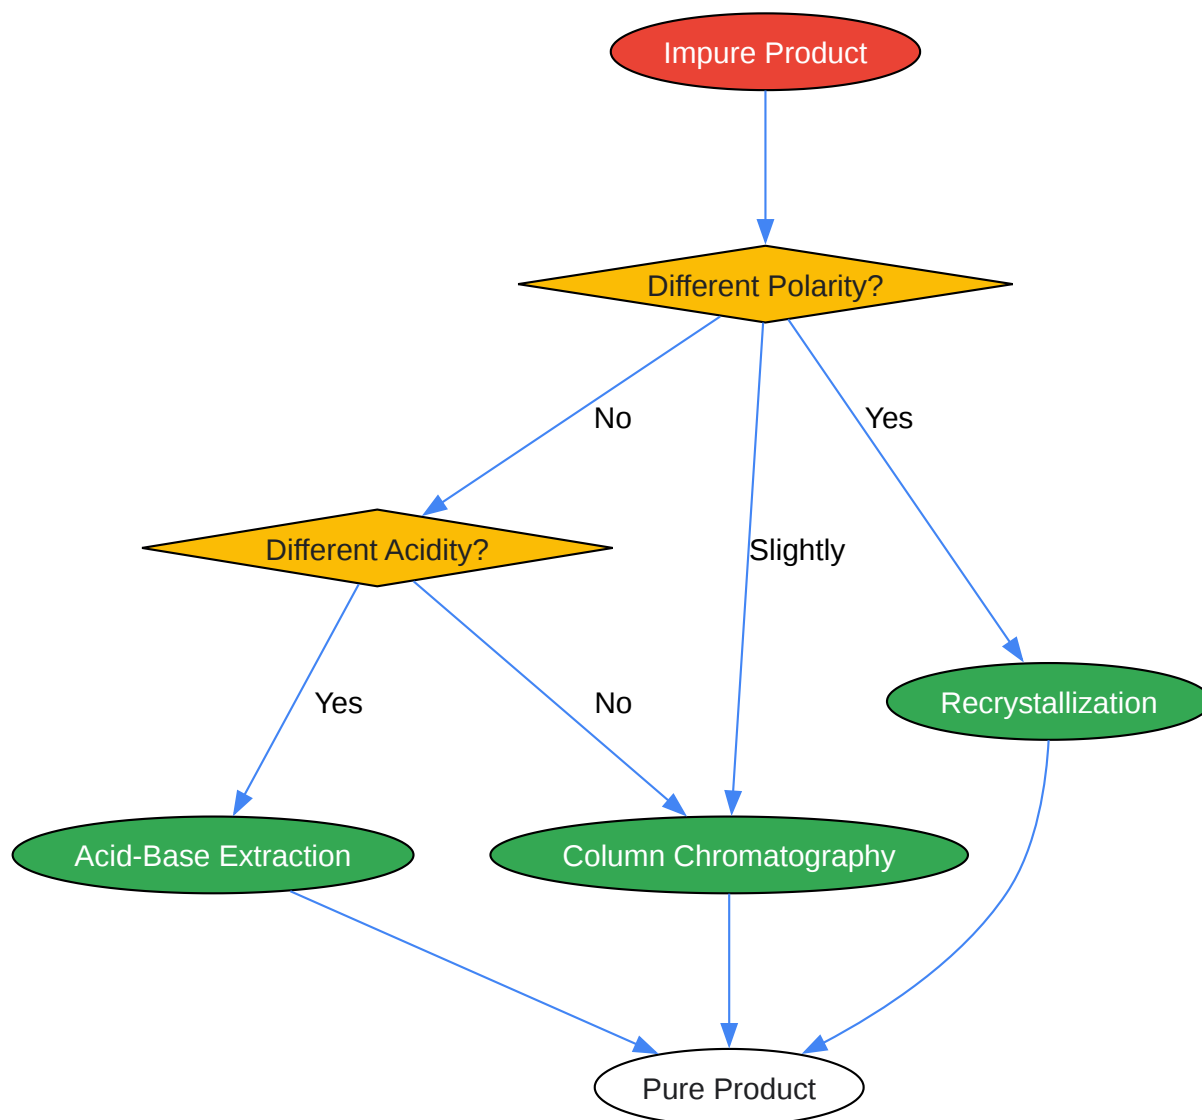 Impure Product
Different Polarity?
No
Yes
Different Acidity?
Slightly
Yes
No
Recrystallization
Acid-Base Extraction
Column Chromatography
Pure Product